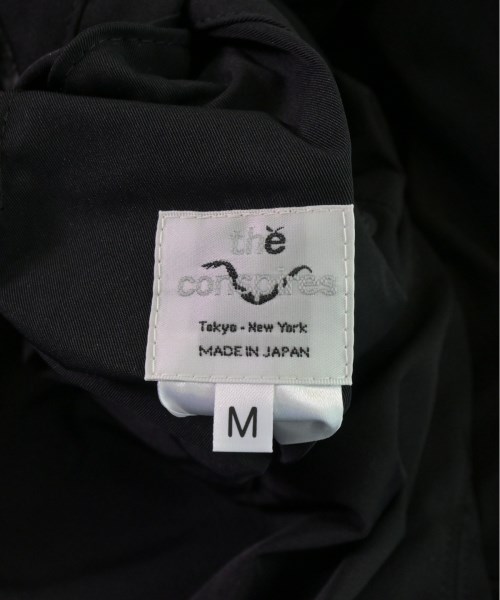 the
conspires
Tokyo - New York
MADE IN JAPAN
M